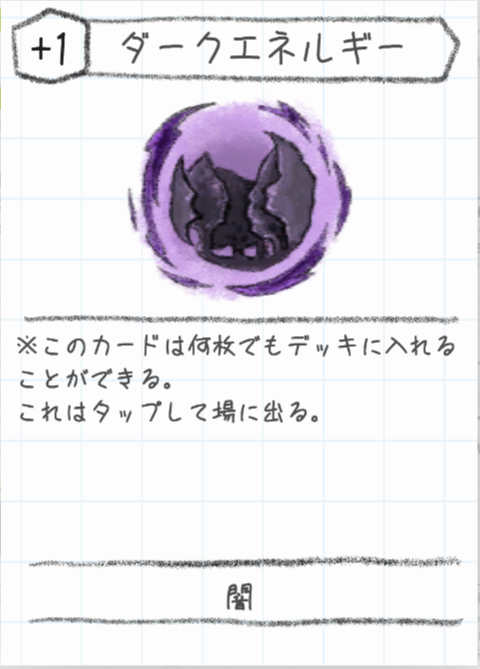 +1 ダークエネルギー
※このカードは何枚でもデッキに入れる
ことができる。
これはタップして場に出る。
闇